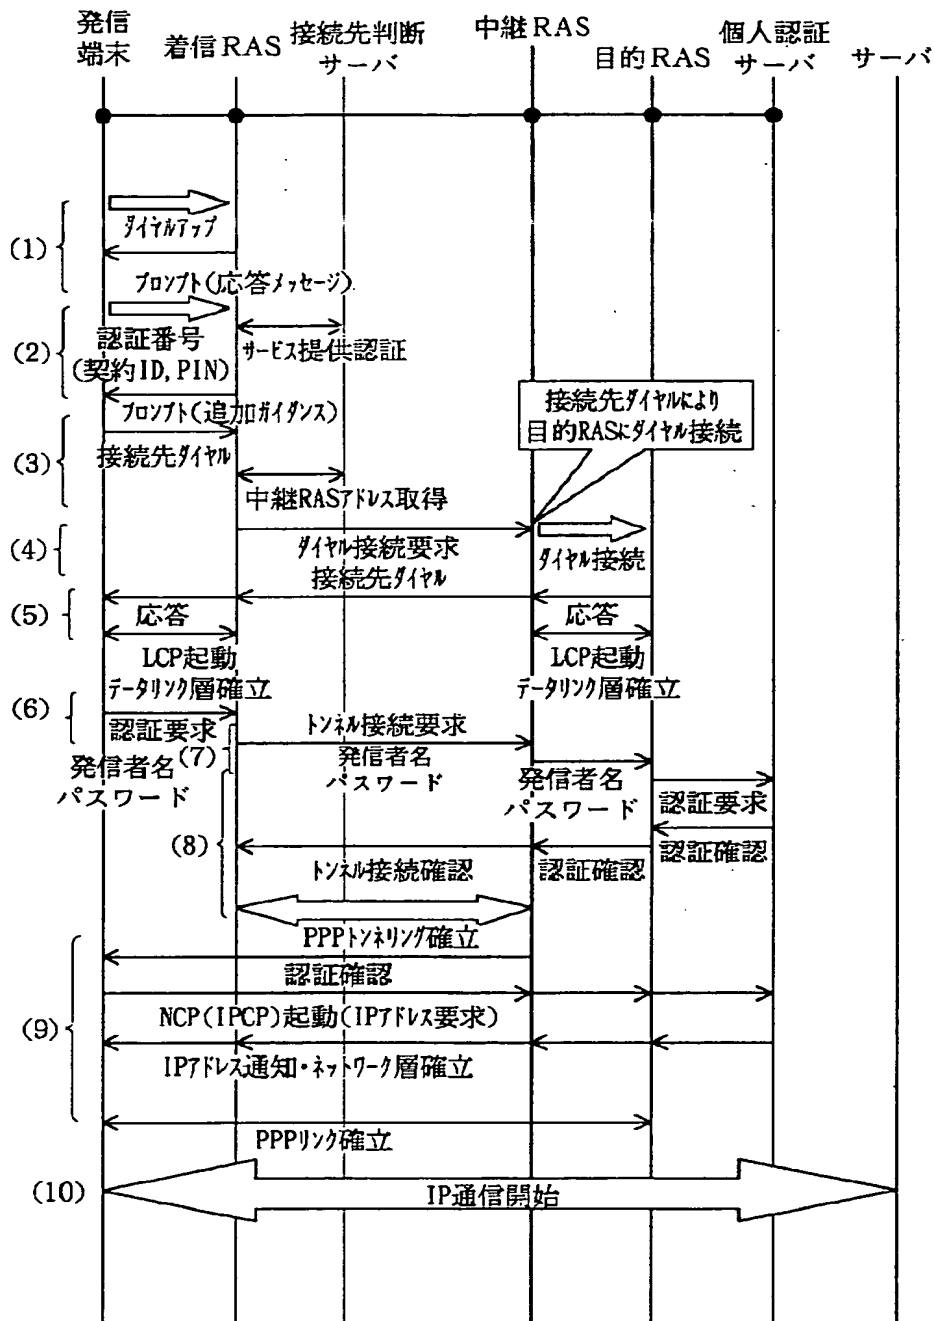 発信
端末
着信RAS
接続先判断
サーバ
中継RAS
目的RAS
個人認証
サーバ
サーバ
(1)
ダイヤルアップ
プロンプト(応答メッセージ)
(2)
認証番号
(契約ID,PIN)
サービス提供認証
プロンプト(追加ガイダンス)
(3)
接続先ダイヤル
中継RASアドレス取得
接続先ダイヤルにより
目的RASにダイヤル接続
(4)
ダイヤル接続要求
接続先ダイヤル
ダイヤル接続
(5)
応答
応答
LCP起動
データリンク層確立
LCP起動
データリンク層確立
(6)
認証要求
発信者名
パスワード
(7)
トンネル接続要求
発信者名
パスワード
発信者名
パスワード
認証要求
(8)
トンネル接続確認
認証確認
認証確認
PPPトンネリング確立
(9)
認証確認
NCP(IPCP)起動(IPアドレス要求)
IPアドレス通知・ネットワーク層確立
PPPリンク確立
(10)
IP通信開始